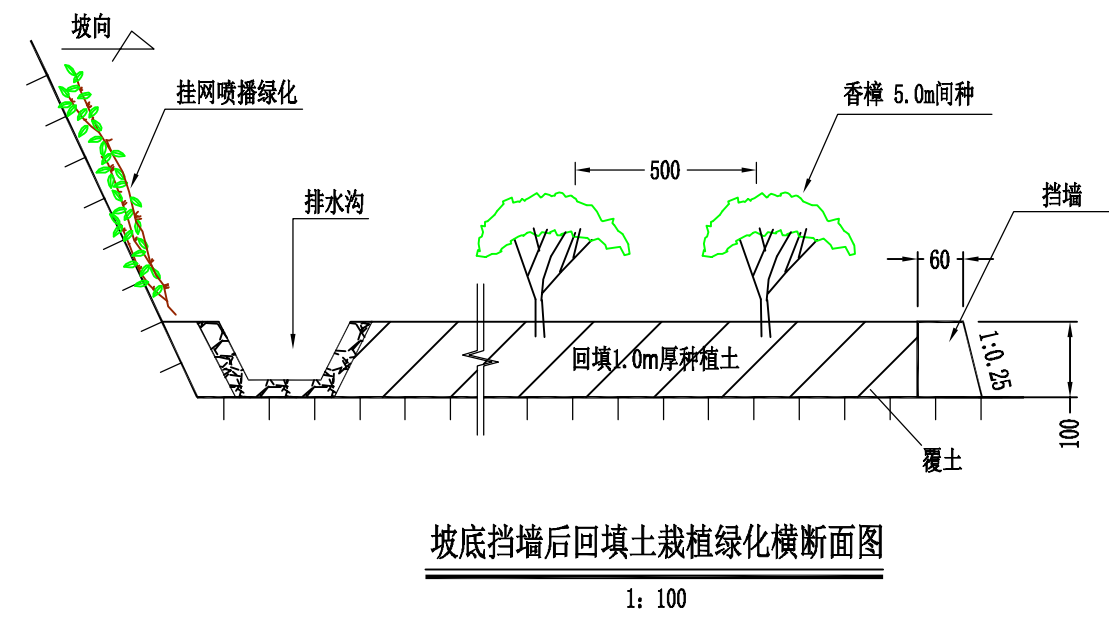 坡向
挂网喷播绿化
香樟 5.0m间种
500
排水沟
挡墙
60
回填1.0m厚种植土
1:0.25
100
覆土
坡底挡墙后回填土栽植绿化横断面图
1: 100